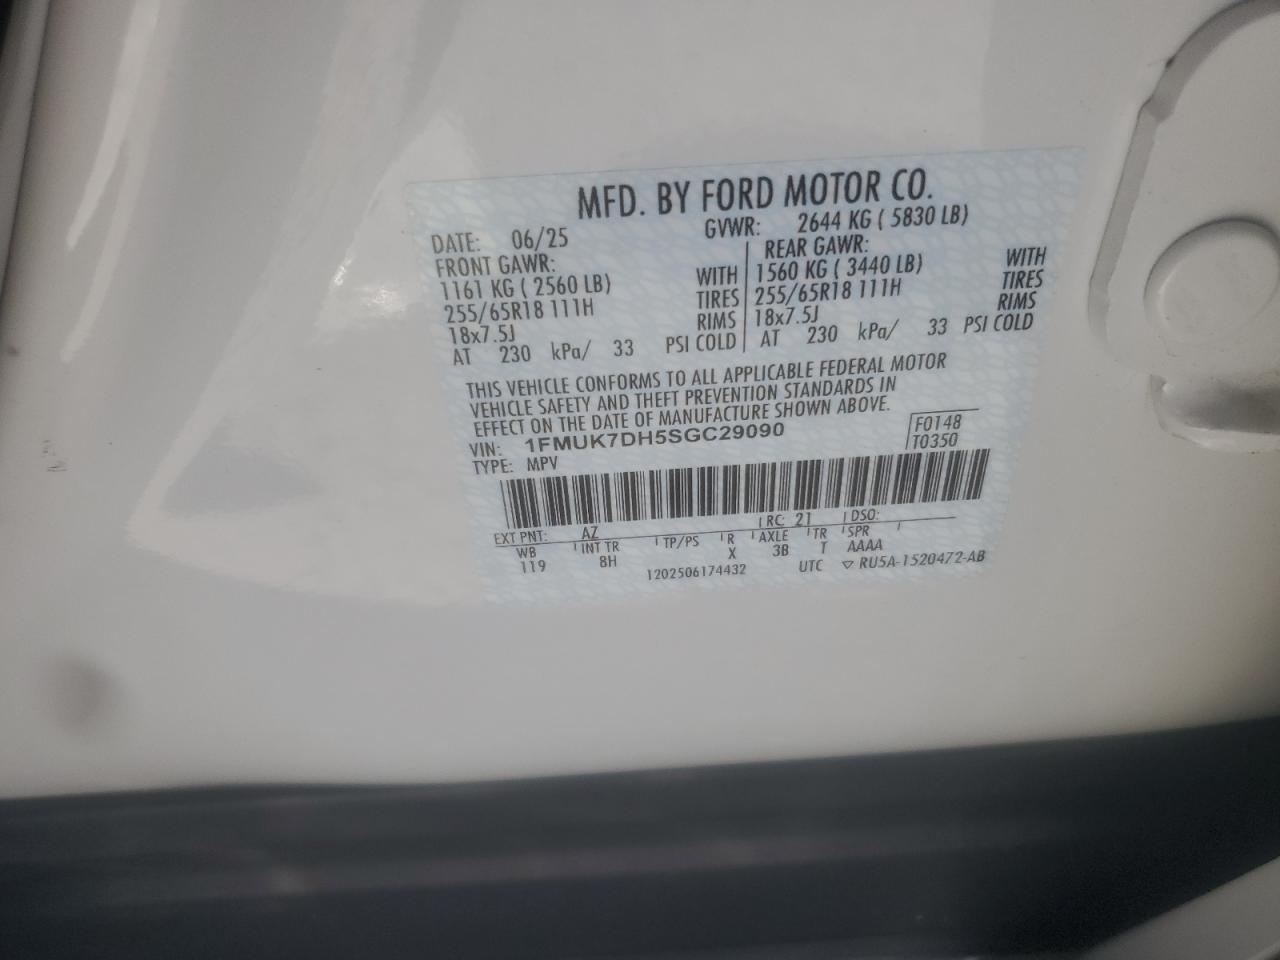 MFD. BY FORD MOTOR CO.
DATE: 06/25 GVWR: 2644 KG ( 5830 LB)
FRONT GAWR: REAR GAWR:
1161 KG ( 2560 LB) WITH 1560 KG ( 3440 LB) WITH
255/65R18 111H TIRES 255/65R18 111H TIRES
18x7.5J RIMS 18x7.5J RIMS
AT 230 kPa/ 33 PSI COLD AT 230 kPa/ 33 PSI COLD
THIS VEHICLE CONFORMS TO ALL APPLICABLE FEDERAL MOTOR
VEHICLE SAFETY AND THEFT PREVENTION STANDARDS IN
EFFECT ON THE DATE OF MANUFACTURE SHOWN ABOVE.
VIN: 1FMUK7DH5SGC29090 F0148
TYPE: MPV T0350
EXT PNT: AZ RC: 21 DSO:
WB INT TR TP/PS R AXLE TR SPR
119 8H X 3B T AAAA
1202506174432 UTC ▽ RU5A-1520472-AB